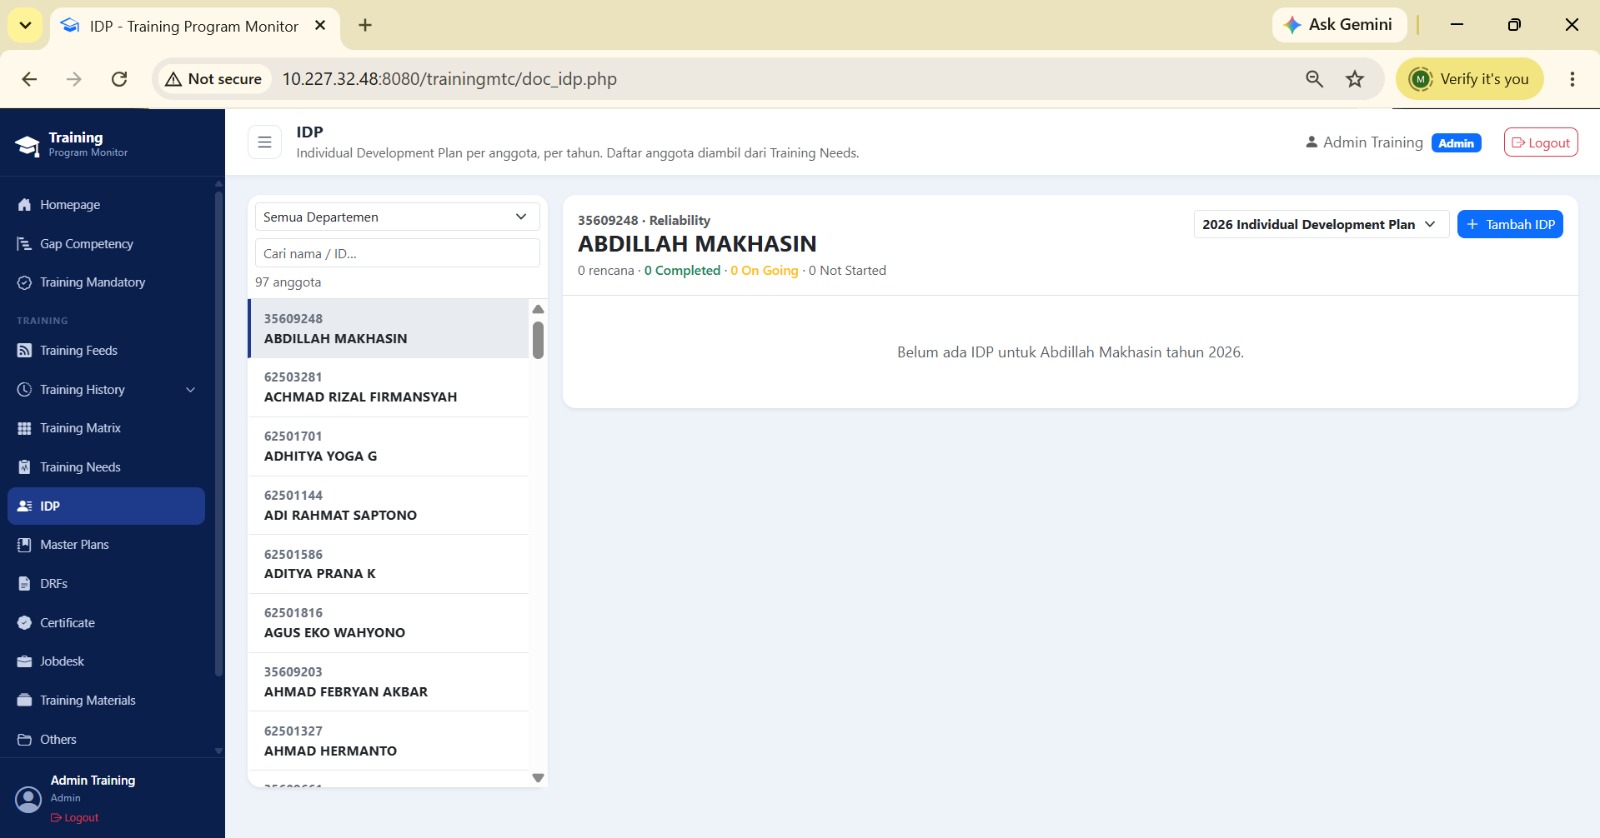 IDP - Training Program Monitor
Ask Gemini
Not secure
10.227.32.48:8080/trainingmtc/doc_idp.php
M
Verify it's you
Training
Program Monitor
Homepage
Gap Competency
Training Mandatory
TRAINING
Training Feeds
Training History
Training Matrix
Training Needs
IDP
Master Plans
DRFs
Certificate
Jobdesk
Training Materials
Others
Admin Training
Admin
Logout
IDP
Individual Development Plan per anggota, per tahun. Daftar anggota diambil dari Training Needs.
Admin Training Admin
Logout
Semua Departemen
Cari nama / ID...
97 anggota
35609248
ABDILLAH MAKHASIN
62503281
ACHMAD RIZAL FIRMANSYAH
62501701
ADHITYA YOGA G
62501144
ADI RAHMAT SAPTONO
62501586
ADITYA PRANA K
62501816
AGUS EKO WAHYONO
35609203
AHMAD FEBRYAN AKBAR
62501327
AHMAD HERMANTO
35609248 · Reliability
ABDILLAH MAKHASIN
0 rencana · 0 Completed · 0 On Going · 0 Not Started
2026 Individual Development Plan
+ Tambah IDP
Belum ada IDP untuk Abdillah Makhasin tahun 2026.